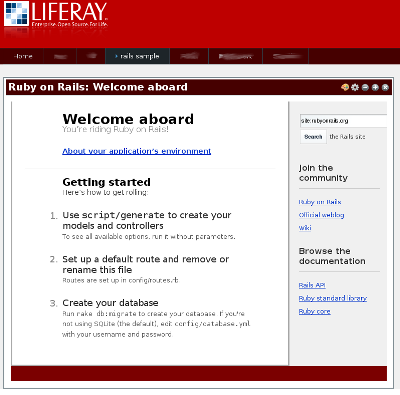 LIFERAY.
Enterprise. Open Source. For Life.
Home
rails sample
Ruby on Rails: Welcome aboard
Welcome aboard
You're riding Ruby on Rails!
About your application's environment
Getting started
Here's how to get rolling:
1. Use script/generate to create your
models and controllers
To see all available options, run it without parameters.
2. Set up a default route and remove or
rename this file
Routes are set up in config/routes.rb
3. Create your database
Run rake db:migrate to create your database. If you're
not using SQLite (the default), edit config/database.yml
with your username and password.
site:rubyonrails.org
Search the Rails site
Join the
community
Ruby on Rails
Official weblog
Wiki
Browse the
documentation
Rails API
Ruby standard library
Ruby core